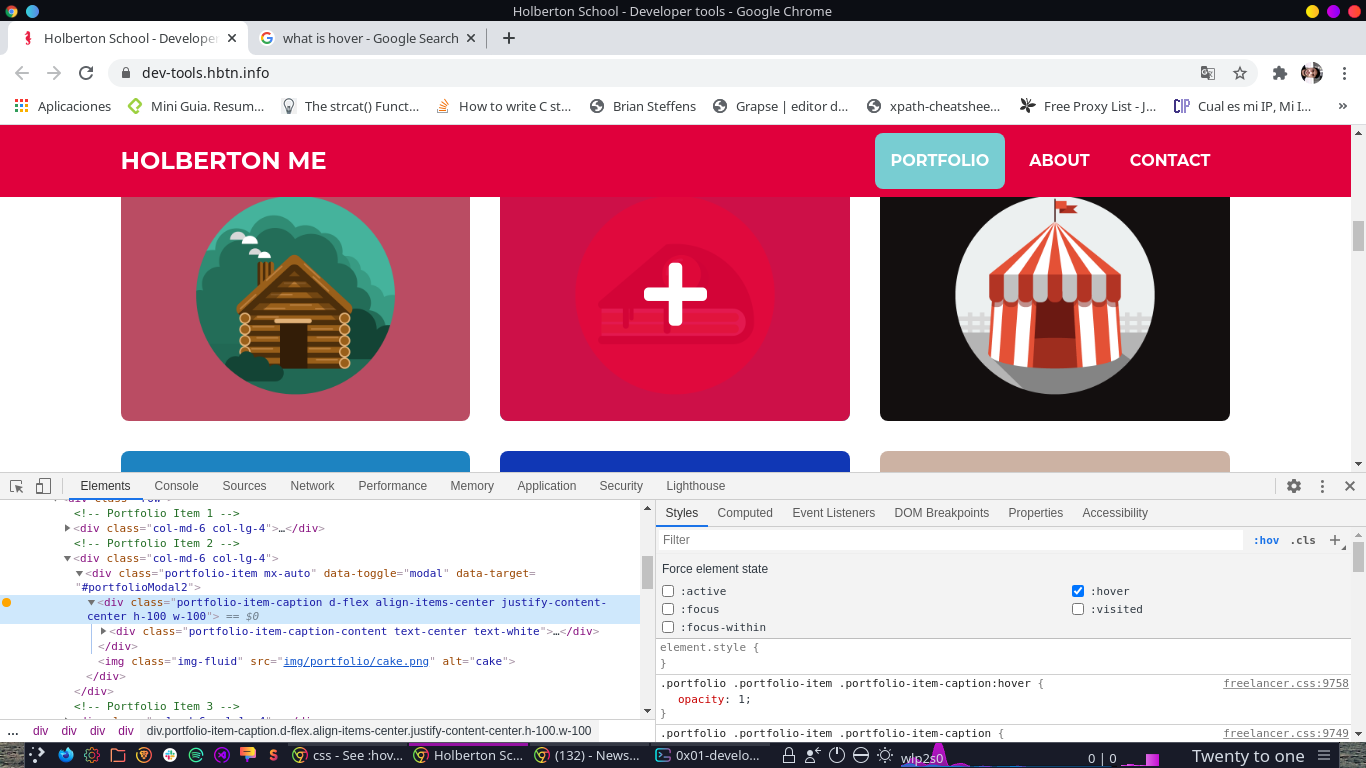 Holberton School - Developer tools - Google Chrome
Holberton School - Develope
what is hover - Google Search
dev-tools.hbtn.info
Aplicaciones Mini Guia. Resum... The strcat() Funct... How to write C st... Brian Steffens Grapse | editor d... xpath-cheatshee... Free Proxy List - J... Cual es mi IP, Mi I... »
HOLBERTON ME PORTFOLIO ABOUT CONTACT
Elements Console Sources Network Performance Memory Application Security Lighthouse
<!-- Portfolio Item 1 -->
<div class="col-md-6 col-lg-4">…</div>
<!-- Portfolio Item 2 -->
<div class="col-md-6 col-lg-4">
<div class="portfolio-item mx-auto" data-toggle="modal" data-target=
"#portfolioModal2">
<div class="portfolio-item-caption d-flex align-items-center justify-content-
center h-100 w-100"> == $0
<div class="portfolio-item-caption-content text-center text-white">…</div>
</div>
<img class="img-fluid" src="img/portfolio/cake.png" alt="cake">
</div>
</div>
<!-- Portfolio Item 3 -->
... div div div div div.portfolio-item-caption.d-flex.align-items-center.justify-content-center.h-100.w-100
Styles Computed Event Listeners DOM Breakpoints Properties Accessibility
Filter :hov .cls
Force element state
:active :hover
:focus :visited
:focus-within
element.style {
}
.portfolio .portfolio-item .portfolio-item-caption:hover { freelancer.css:9758
opacity: 1;
}
.portfolio .portfolio-item .portfolio-item-caption { freelancer.css:9749
css - See :hov... Holberton Sc... (132) - News... 0x01-develo... wlp2s0 0 | 0 Twenty to one